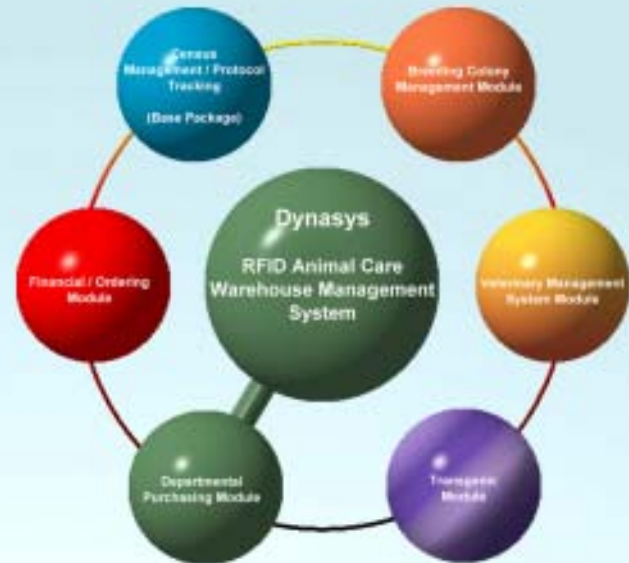 Census
Management / Protocol
Tracking
(Base Package)
Breeding Colony
Management Module
Dynasys
RFID Animal Care
Warehouse Management
System
Financial / Ordering
Module
Veterinary Management
System Module
Departmental
Purchasing Module
Transgenic
Module